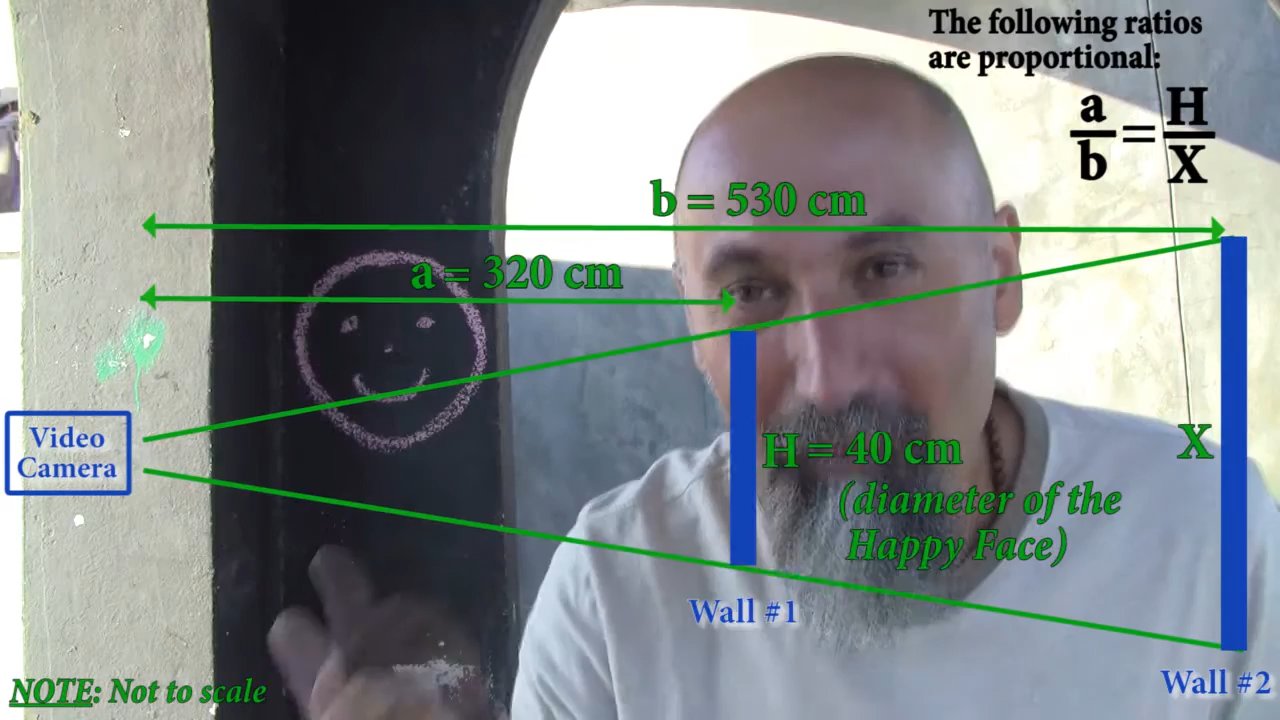 The following ratios
are proportional:
a/b = H/X
b = 530 cm
a = 320 cm
Video
Camera
H = 40 cm
(diameter of the
Happy Face)
X
Wall #1
Wall #2
NOTE: Not to scale